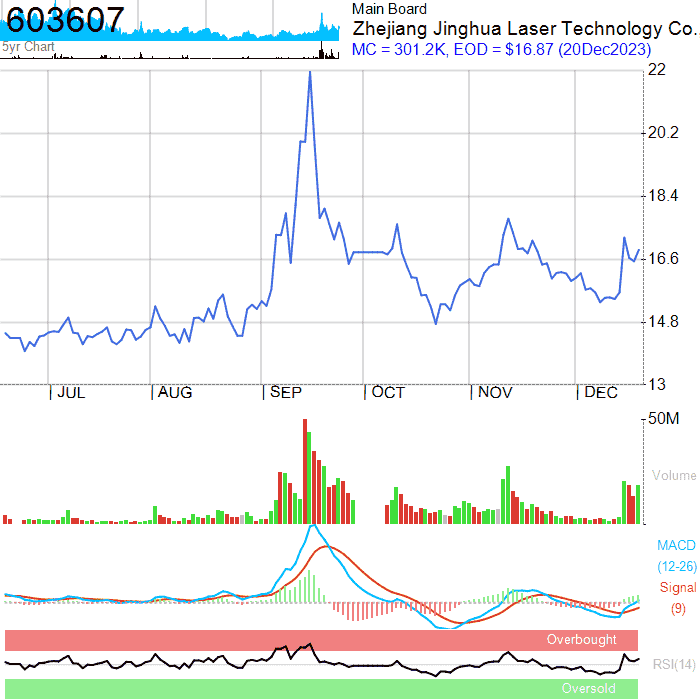 603607
5yr Chart
Main Board
Zhejiang Jinghua Laser Technology Co.,
MC = 301.2K, EOD = $16.87 (20Dec2023)
22
20.2
18.4
16.6
14.8
13
JUL AUG SEP OCT NOV DEC
50M
Volume
MACD
(12-26)
Signal
(9)
Overbought
RSI(14)
Oversold